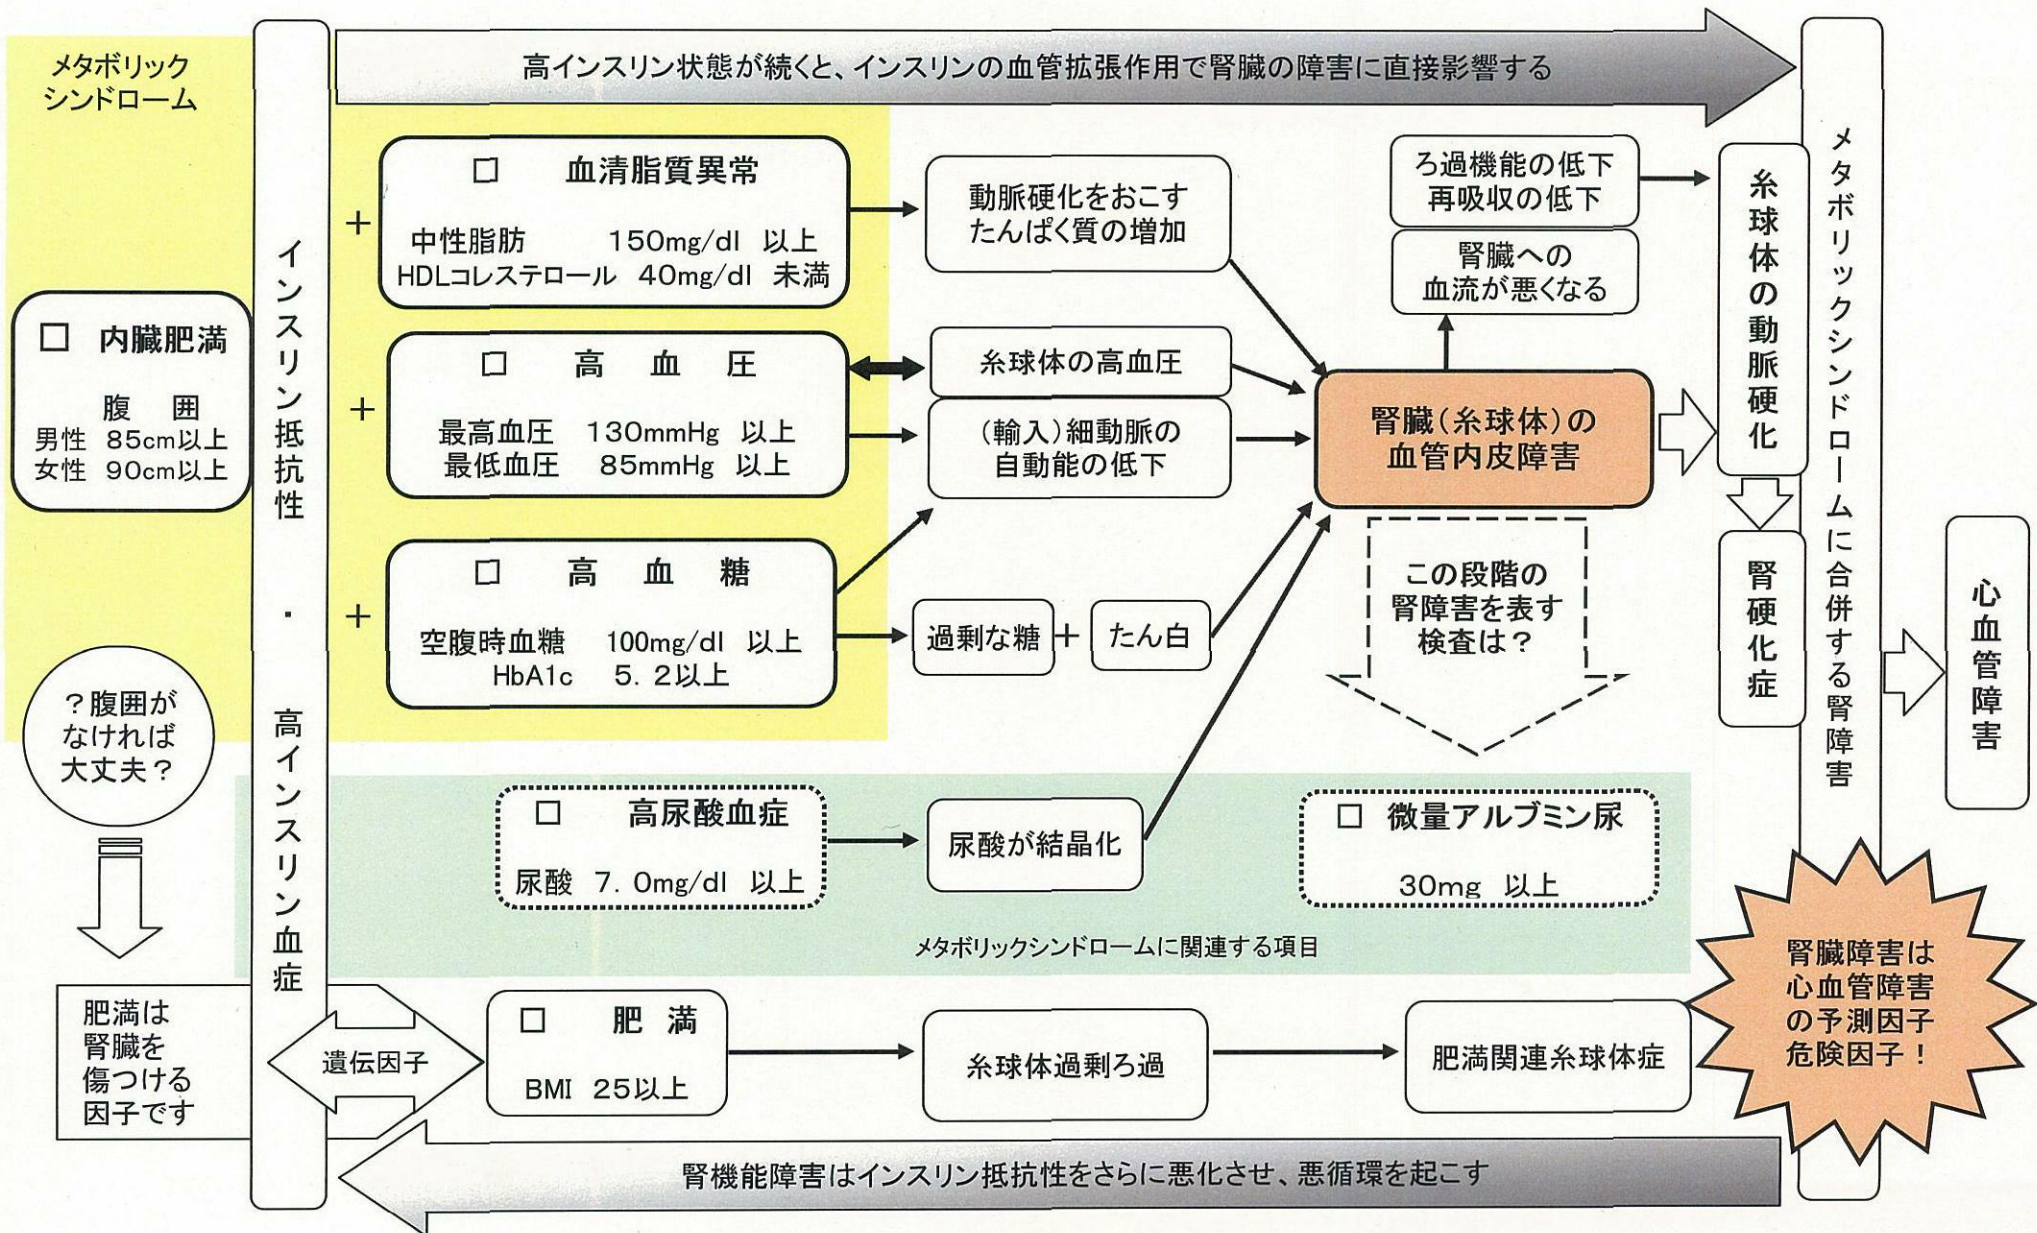 メタボリック
シンドローム
高インスリン状態が続くと、インスリンの血管拡張作用で腎臓の障害に直接影響する
□ 内臓肥満
腹 囲
男性 85cm以上
女性 90cm以上
インスリン抵抗性 ・ 高インスリン血症
+
□ 血清脂質異常
中性脂肪 150mg/dl 以上
HDLコレステロール 40mg/dl 未満
+
□ 高 血 圧
最高血圧 130mmHg 以上
最低血圧 85mmHg 以上
+
□ 高 血 糖
空腹時血糖 100mg/dl 以上
HbA1c 5.2以上
動脈硬化をおこす
たんぱく質の増加
糸球体の高血圧
(輸入)細動脈の
自動能の低下
過剰な糖 + たん白
ろ過機能の低下
再吸収の低下
腎臓への
血流が悪くなる
腎臓(糸球体)の
血管内皮障害
この段階の
腎障害を表す
検査は?
糸球体の動脈硬化
腎硬化症
メタボリックシンドロームに合併する腎障害
心血管障害
?腹囲が
なければ
大丈夫?
□ 高尿酸血症
尿酸 7.0mg/dl 以上
尿酸が結晶化
□ 微量アルブミン尿
30mg 以上
メタボリックシンドロームに関連する項目
肥満は
腎臓を
傷つける
因子です
遺伝因子
□ 肥 満
BMI 25以上
糸球体過剰ろ過
肥満関連糸球体症
腎臓障害は
心血管障害
の予測因子
危険因子!
腎機能障害はインスリン抵抗性をさらに悪化させ、悪循環を起こす